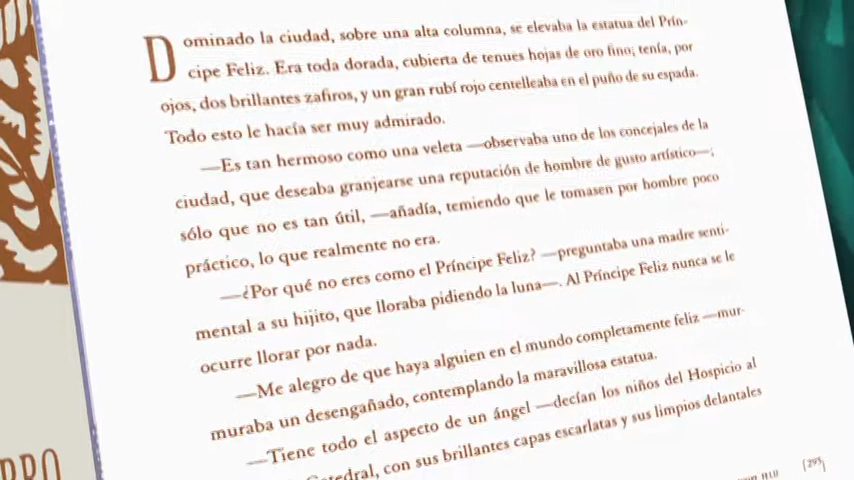 Dominado la ciudad, sobre una alta columna, se elevaba la estatua del Prín-
cipe Feliz. Era toda dorada, cubierta de tenues hojas de oro fino; tenía, por
ojos, dos brillantes zafiros, y un gran rubí rojo centelleaba en el puño de su espada.
Todo esto le hacía ser muy admirado.
—Es tan hermoso como una veleta —observaba uno de los concejales de la
ciudad, que deseaba granjearse una reputación de hombre de gusto artístico—;
sólo que no es tan útil, —añadía, temiendo que le tomasen por hombre poco
práctico, lo que realmente no era.
—¿Por qué no eres como el Príncipe Feliz? —preguntaba una madre senti-
mental a su hijito, que lloraba pidiendo la luna—. Al Príncipe Feliz nunca se le
ocurre llorar por nada.
—Me alegro de que haya alguien en el mundo completamente feliz —mur-
muraba un desengañado, contemplando la maravillosa estatua.
—Tiene todo el aspecto de un ángel —decían los niños del Hospicio al
Catedral, con sus brillantes capas escarlatas y sus limpios delantales